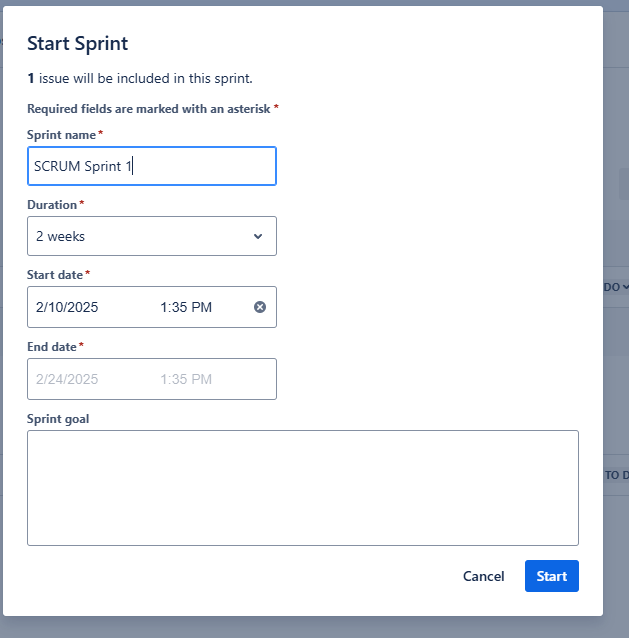 Start Sprint
1 issue will be included in this sprint.
Required fields are marked with an asterisk *
Sprint name*
SCRUM Sprint 1
Duration*
2 weeks
Start date*
2/10/2025 1:35 PM
DO
End date*
2/24/2025 1:35 PM
Sprint goal
TO D
Cancel Start